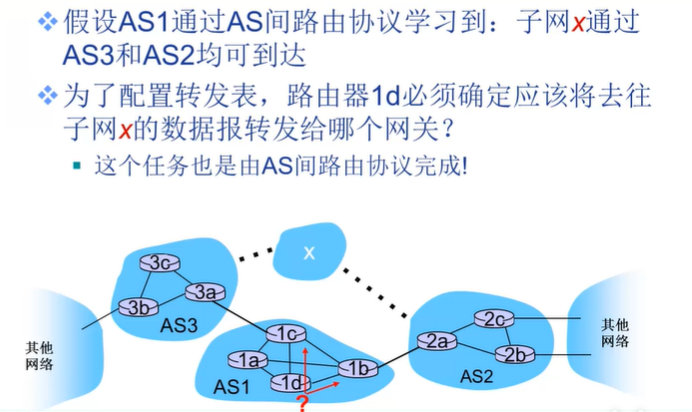 假设AS1通过AS间路由协议学习到：子网x通过
AS3和AS2均可到达
为了配置转发表，路由器1d必须确定应该将去往
子网x的数据报转发给哪个网关？
这个任务也是由AS间路由协议完成!
x
3c
3a
3b
AS3
1c
1a
1d
1b
AS1
?
2c
2a
2b
AS2
其他
网络
其他
网络